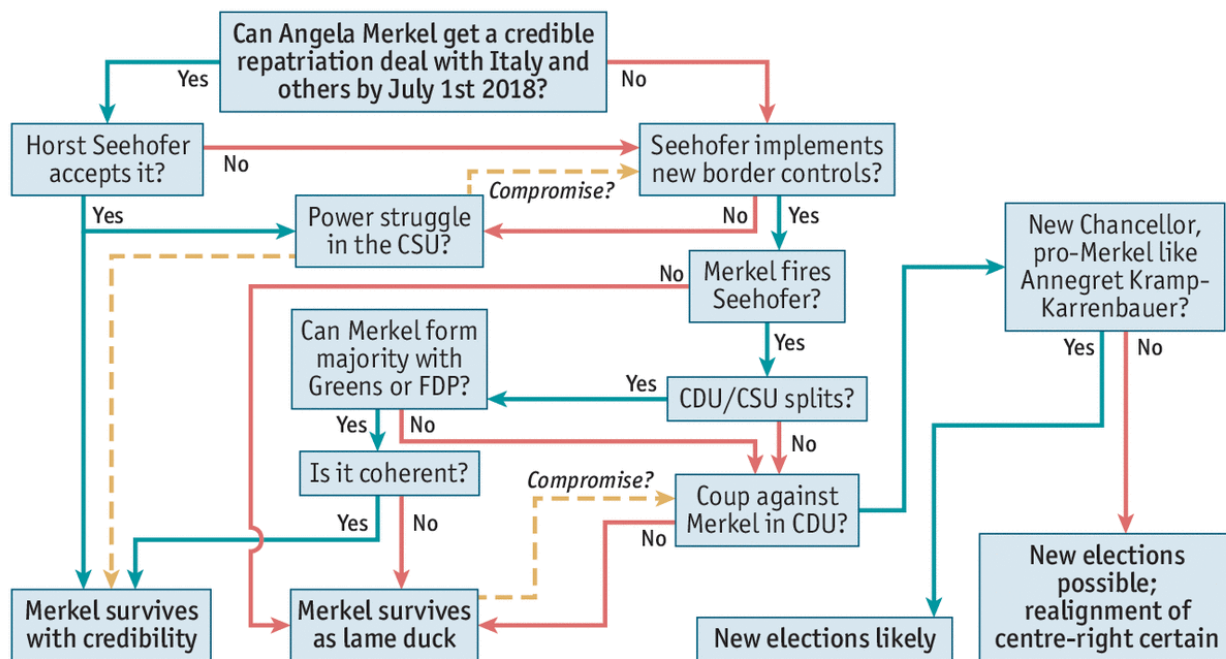 Can Angela Merkel get a credible
repatriation deal with Italy and
others by July 1st 2018?
Yes
No
Horst Seehofer
accepts it?
No
Seehofer implements
new border controls?
Compromise?
Yes
Power struggle
in the CSU?
No
Yes
New Chancellor,
pro-Merkel like
Annegret Kramp-
Karrenbauer?
No
Merkel fires
Seehofer?
Can Merkel form
majority with
Greens or FDP?
Yes
Yes
No
Yes
CDU/CSU splits?
Yes
No
No
Is it coherent?
Compromise?
Coup against
Merkel in CDU?
Yes
No
No
Merkel survives
with credibility
Merkel survives
as lame duck
New elections likely
New elections
possible;
realignment of
centre-right certain